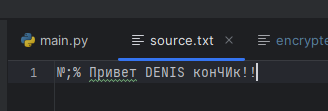 main.py source.txt encrypte
1 №;% Привет DENIS конЧИк!!